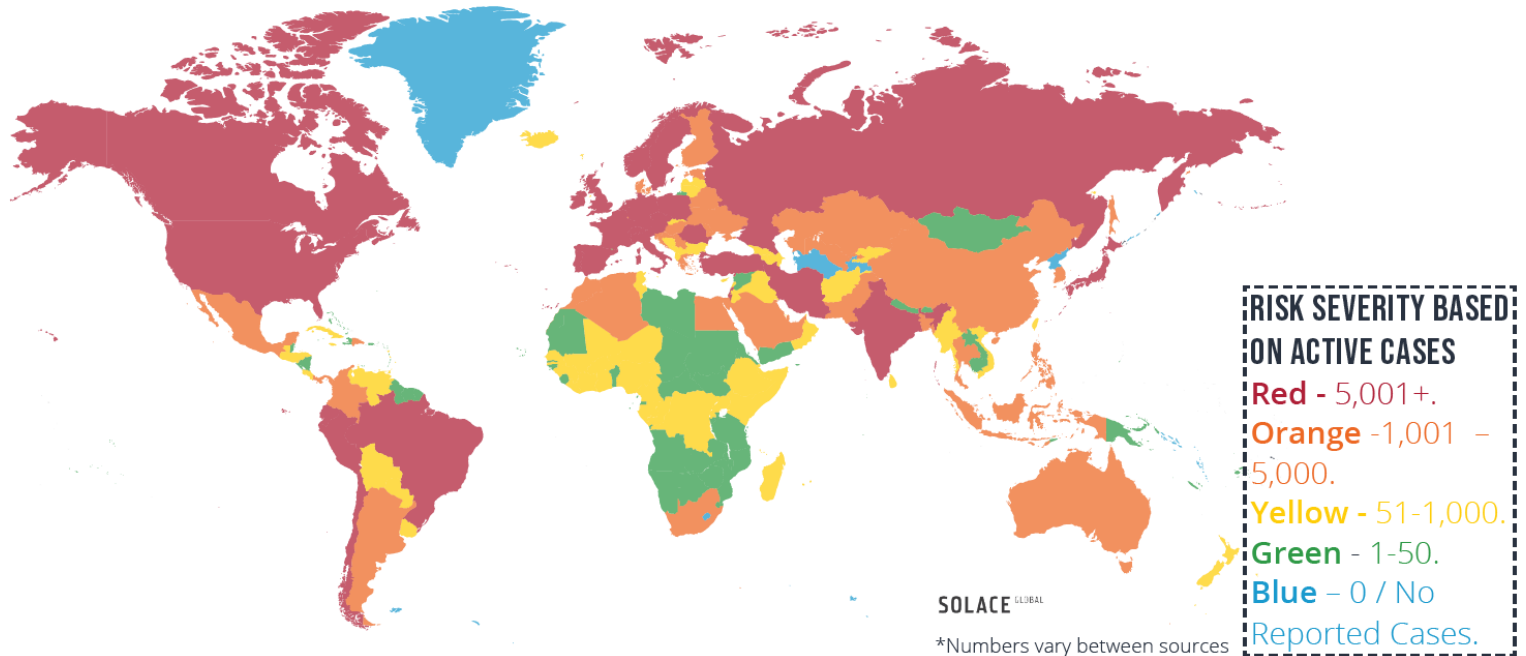 RISK SEVERITY BASED
ON ACTIVE CASES
Red - 5,001+.
Orange -1,001 –
5,000.
Yellow - 51-1,000.
Green - 1-50.
Blue – 0 / No
Reported Cases.
SOLACE GLOBAL
*Numbers vary between sources